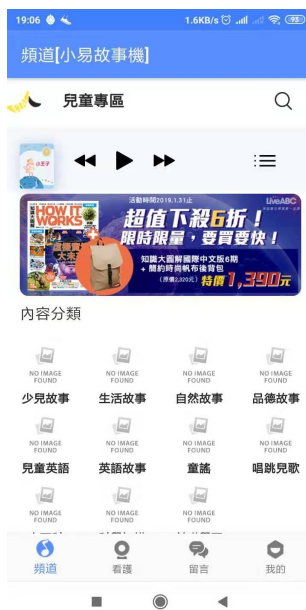 19:06
1.6KB/s
93
頻道[小易故事機]
兒童專區
小王子
活動時間2019.1.31止
LiveABC
HOW IT WORKS
超值下殺6折！
限時限量，要買要快！
知識大圖解國際中文版6期
+ 簡約時尚帆布後背包
(原價2,320元) 特價1,390元
內容分類
NO IMAGE FOUND NO IMAGE FOUND NO IMAGE FOUND NO IMAGE FOUND
少兒故事 生活故事 自然故事 品德故事
NO IMAGE FOUND NO IMAGE FOUND NO IMAGE FOUND NO IMAGE FOUND
兒童英語 英語故事 童謠 唱跳兒歌
NO IMAGE FOUND NO IMAGE FOUND NO IMAGE FOUND
頻道 看護 留言 我的